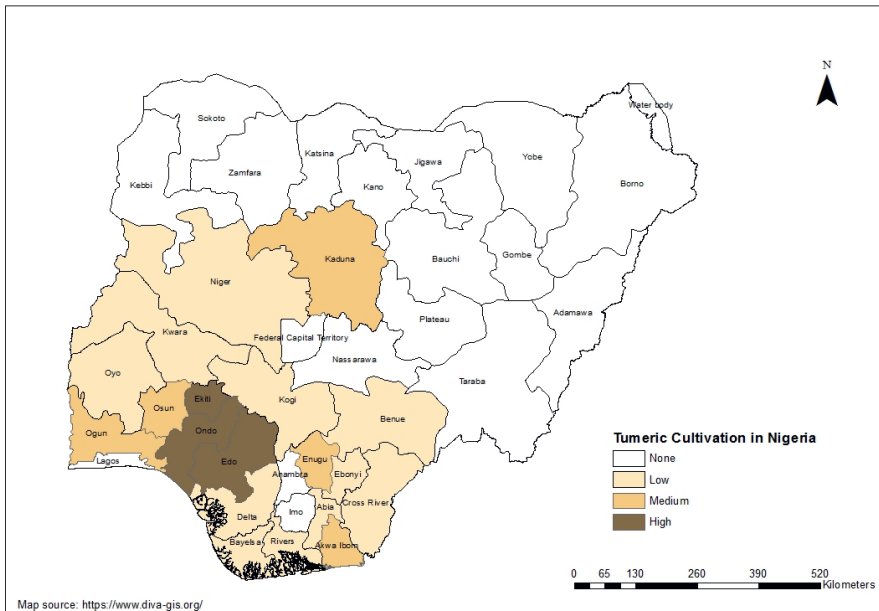 N
Water body
Sokoto
Katsina
Jigawa
Yobe
Zamfara
Kebbi
Kano
Borno
Kaduna
Bauchi
Gombe
Niger
Adamawa
Plateau
Kwara
Federal Capital Territory
Nassarawa
Oyo
Taraba
Ekiti
Kogi
Osun
Benue
Ogun
Ondo
Enugu
Lagos
Edo
Anambra
Ebonyi
Cross River
Imo
Abia
Delta
Bayelsa
Rivers
Akwa Ibom
Tumeric Cultivation in Nigeria
None
Low
Medium
High
0 65 130 260 390 520
Kilometers
Map source: https://www.diva-gis.org/